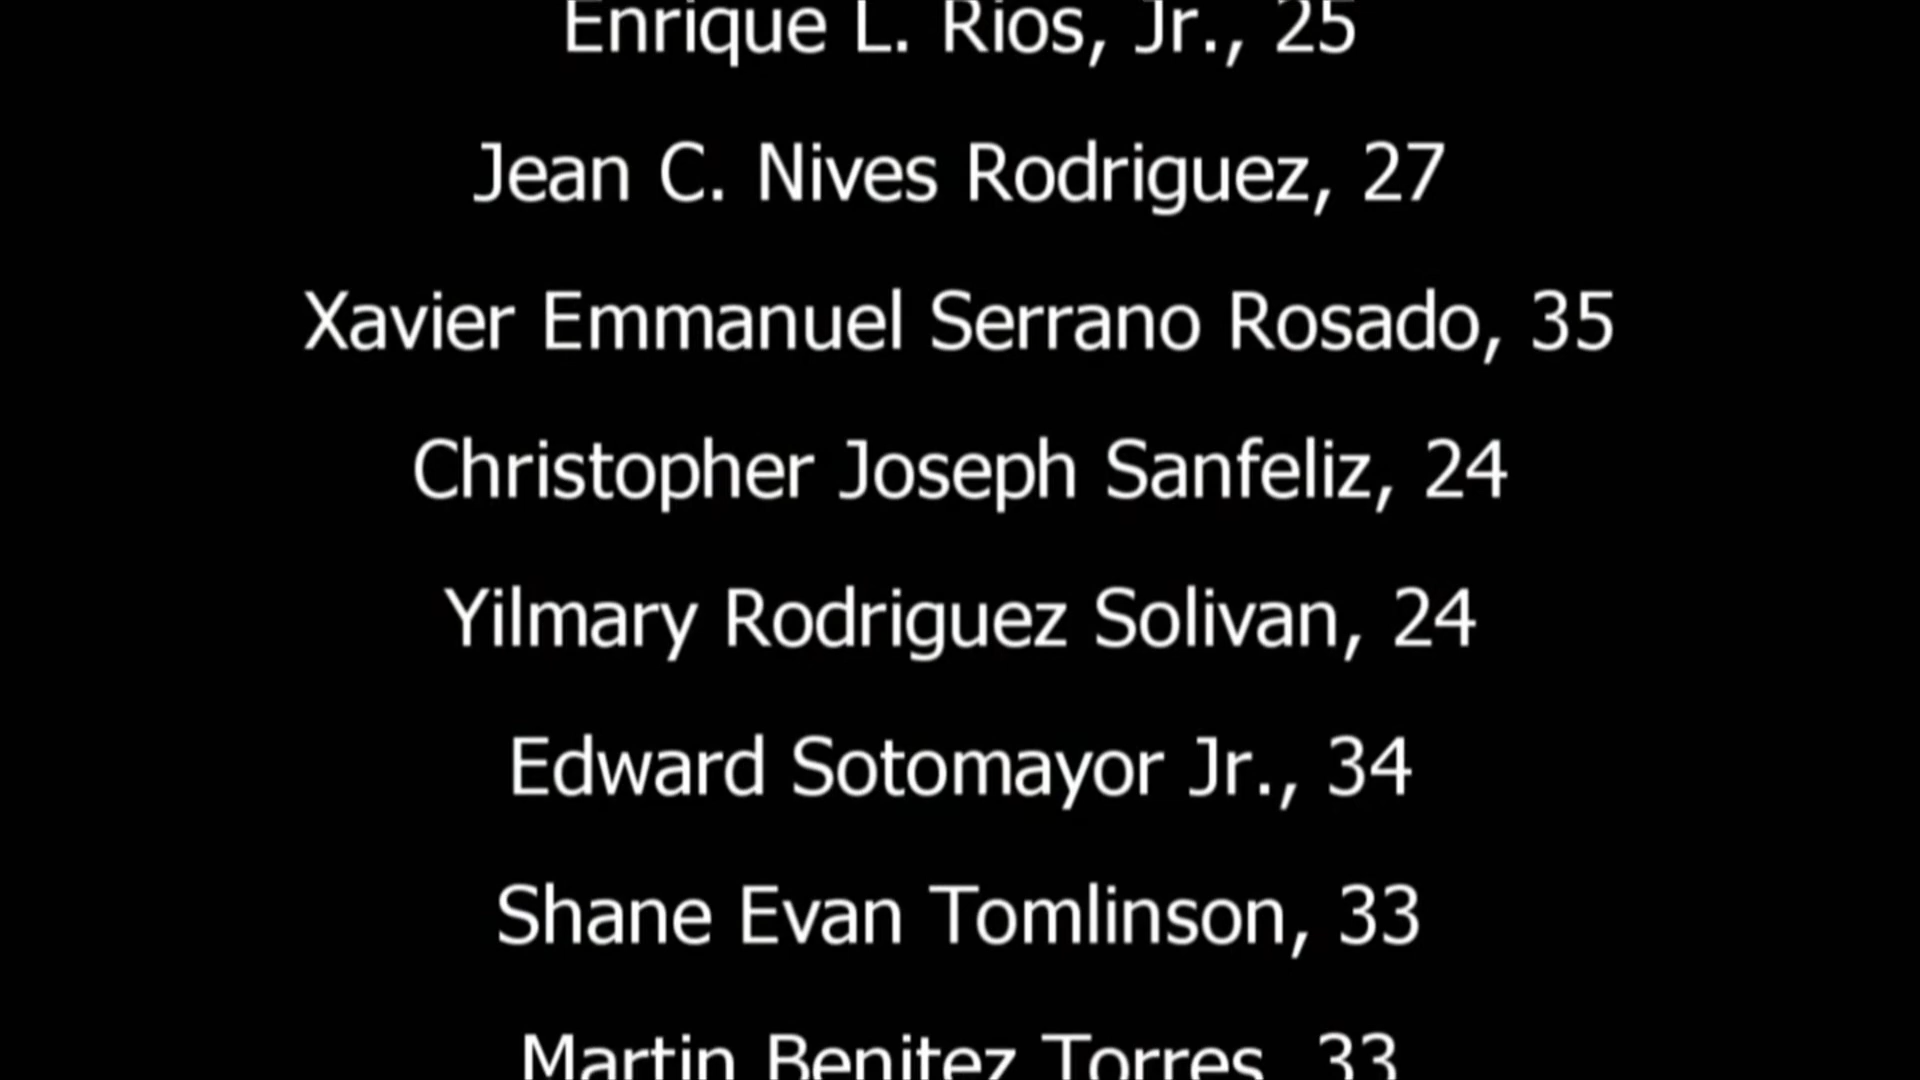 Enrique L. Rios, Jr., 25
Jean C. Nives Rodriguez, 27
Xavier Emmanuel Serrano Rosado, 35
Christopher Joseph Sanfeliz, 24
Yilmary Rodriguez Solivan, 24
Edward Sotomayor Jr., 34
Shane Evan Tomlinson, 33
Martin Benitez Torres, 33